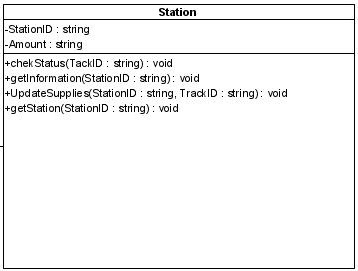 Station
-StationID : string
-Amount : string
+chekStatus(TackID : string) : void
+getInformation(StationID : string) : void
+UpdateSupplies(StationID : string, TrackID : string) : void
+getStation(StationID : string) : void